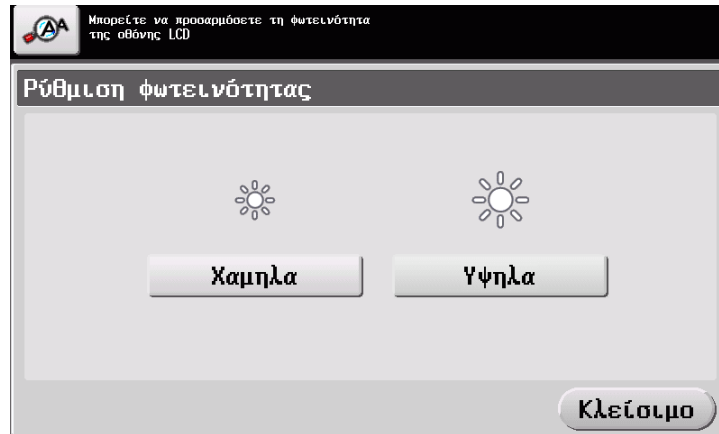 Μπορείτε να προσαρμόσετε τη φωτεινότητα
της οθόνης LCD
Ρύθμιση φωτεινότητας
Χαμηλα
Υψηλα
Κλείσιμο